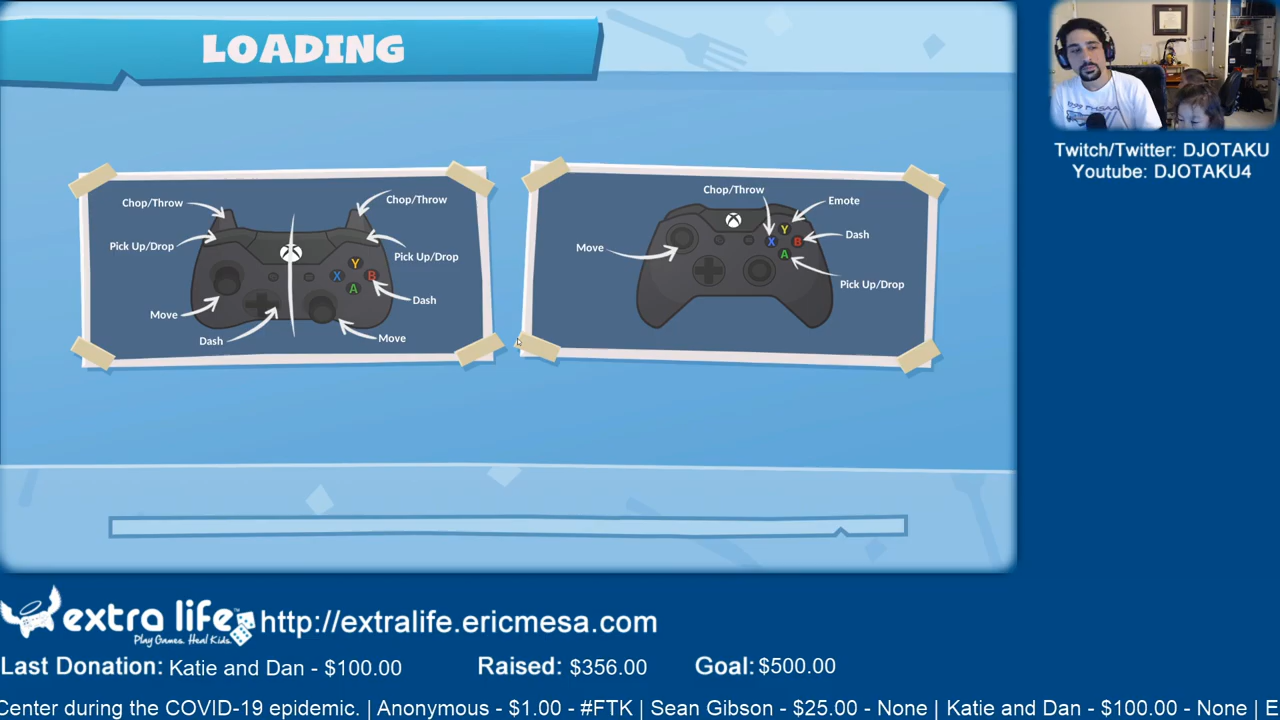 LOADING
Chop/Throw
Chop/Throw
Pick Up/Drop
Pick Up/Drop
Y
X
B
A
Dash
Move
Dash
Move
Chop/Throw
Emote
Y
X
B
A
Dash
Move
Pick Up/Drop
Twitch/Twitter: DJOTAKU
Youtube: DJOTAKU4
extra life
Play Games. Heal Kids.
http://extralife.ericmesa.com
Last Donation: Katie and Dan - $100.00
Raised: $356.00
Goal: $500.00
Center during the COVID-19 epidemic. | Anonymous - $1.00 - #FTK | Sean Gibson - $25.00 - None | Katie and Dan - $100.00 - None | E